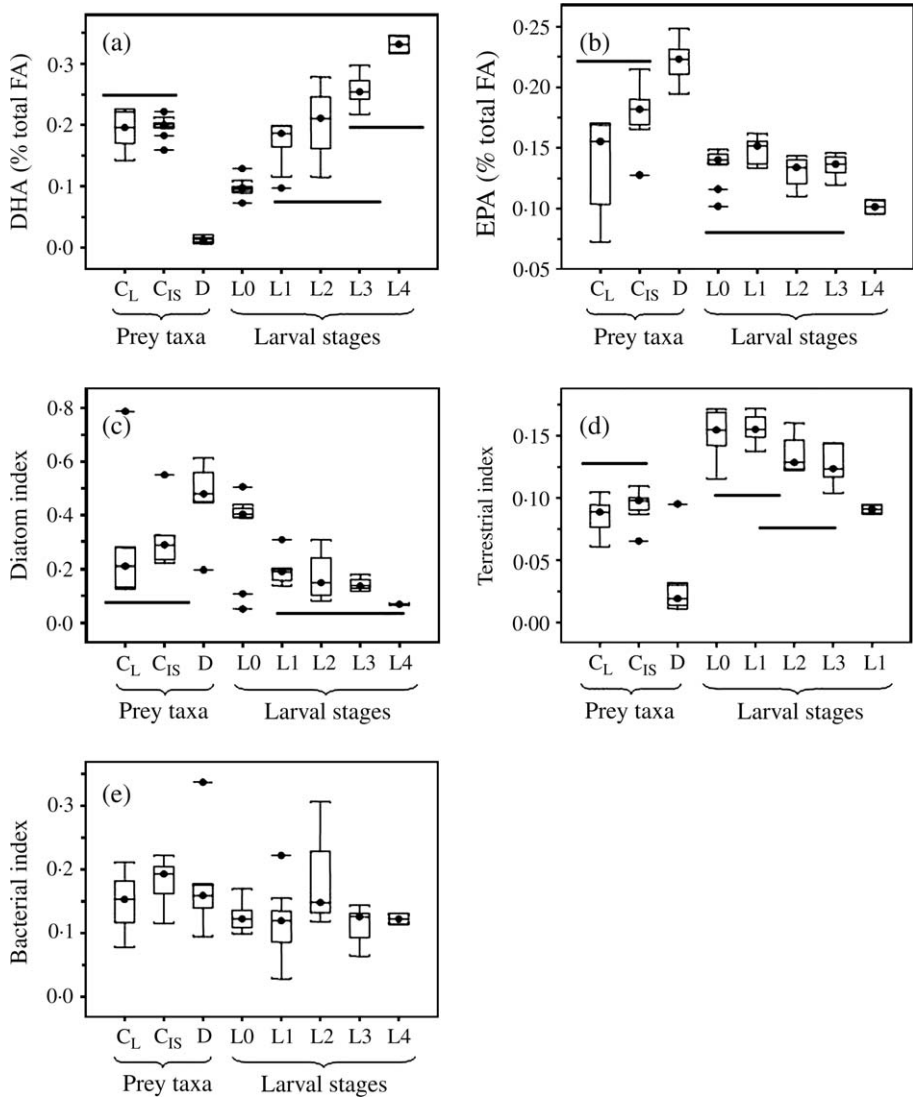 (a)
DHA (% total FA)
0·3
0·2
0·1
0·0
C_L C_IS D L0 L1 L2 L3 L4
Prey taxa Larval stages
(b)
EPA (% total FA)
0·25
0·20
0·15
0·10
0·05
C_L C_IS D L0 L1 L2 L3 L4
Prey taxa Larval stages
(c)
Diatom index
0·8
0·6
0·4
0·2
0·0
C_L C_IS D L0 L1 L2 L3 L4
Prey taxa Larval stages
(d)
Terrestrial index
0·15
0·10
0·05
0·00
C_L C_IS D L0 L1 L2 L3 L1
Prey taxa Larval stages
(e)
Bacterial index
0·3
0·2
0·1
0·0
C_L C_IS D L0 L1 L2 L3 L4
Prey taxa Larval stages